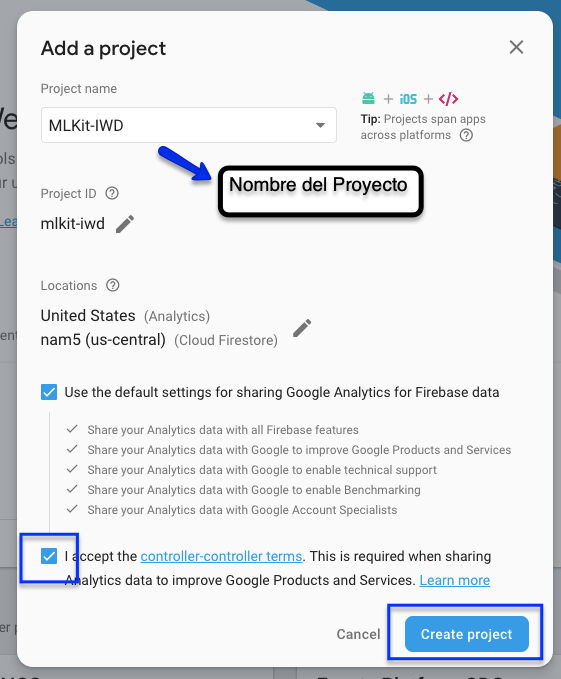 Add a project
Project name
MLKit-IWD
+ iOS + </>
Tip: Projects span apps
across platforms
Nombre del Proyecto
Project ID
mlkit-iwd
Locations
United States (Analytics)
nam5 (us-central) (Cloud Firestore)
Use the default settings for sharing Google Analytics for Firebase data
Share your Analytics data with all Firebase features
Share your Analytics data with Google to improve Google Products and Services
Share your Analytics data with Google to enable technical support
Share your Analytics data with Google to enable Benchmarking
Share your Analytics data with Google Account Specialists
I accept the controller-controller terms. This is required when sharing
Analytics data to improve Google Products and Services. Learn more
Cancel
Create project